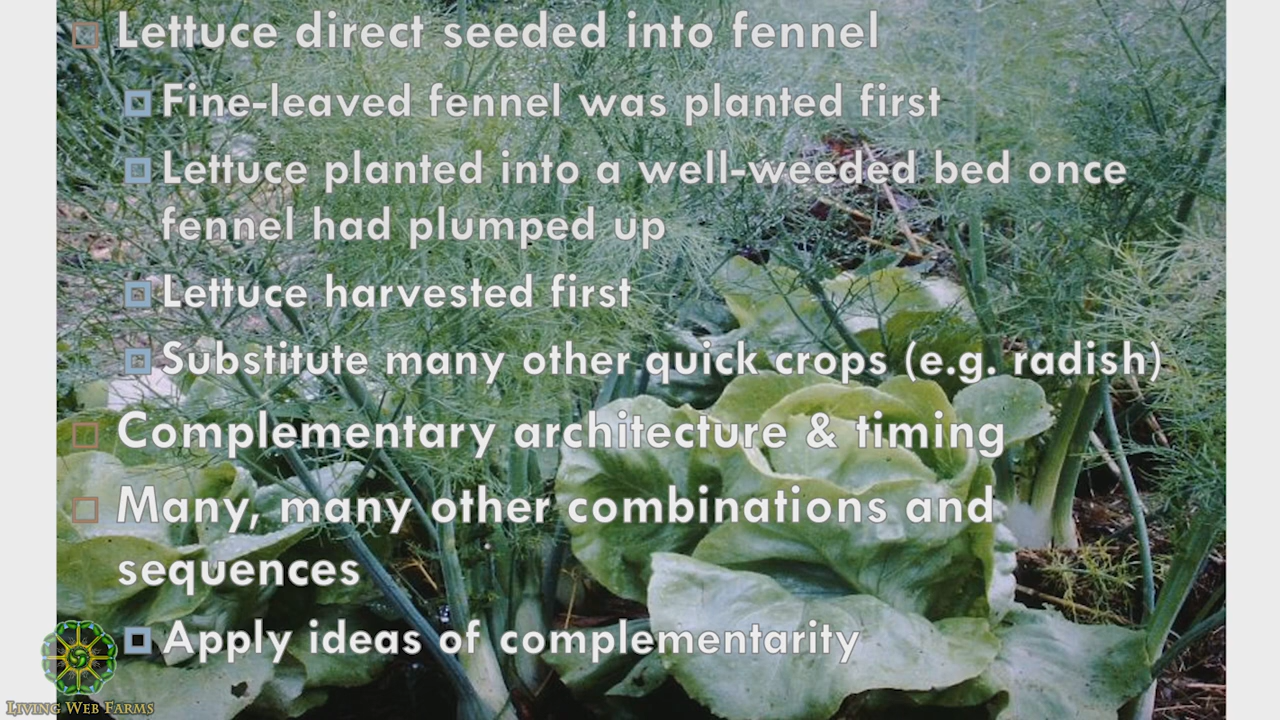 Lettuce direct seeded into fennel
Fine-leaved fennel was planted first
Lettuce planted into a well-weeded bed once
fennel had plumped up
Lettuce harvested first
Substitute many other quick crops (e.g. radish)
Complementary architecture & timing
Many, many other combinations and
sequences
Apply ideas of complementarity
LIVING WEB FARMS